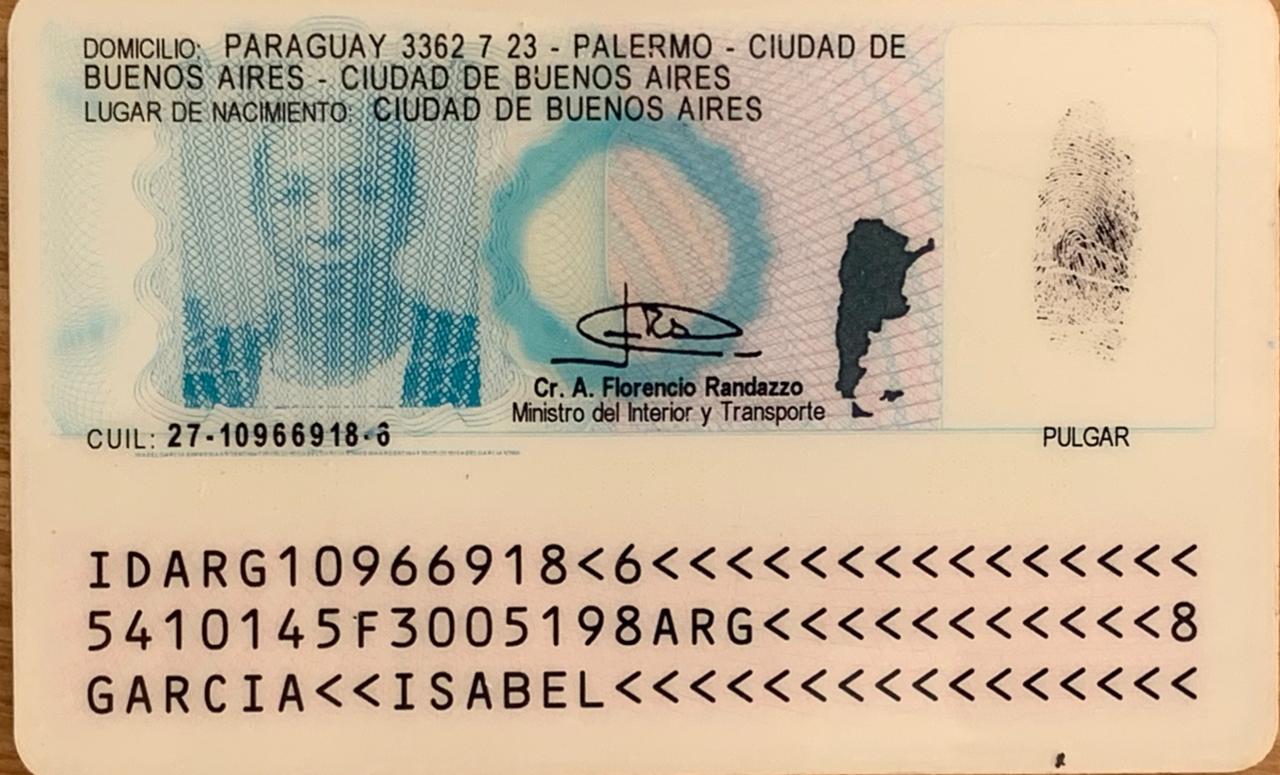 DOMICILIO: PARAGUAY 3362 7 23 - PALERMO - CIUDAD DE
BUENOS AIRES - CIUDAD DE BUENOS AIRES
LUGAR DE NACIMIENTO: CIUDAD DE BUENOS AIRES
Cr. A. Florencio Randazzo
Ministro del Interior y Transporte
CUIL: 27-10966918-6
PULGAR
IDARG10966918<6<<<<<<<<<<<<<<<
5410145F3005198ARG<<<<<<<<<<<8
GARCIA<<ISABEL<<<<<<<<<<<<<<<<